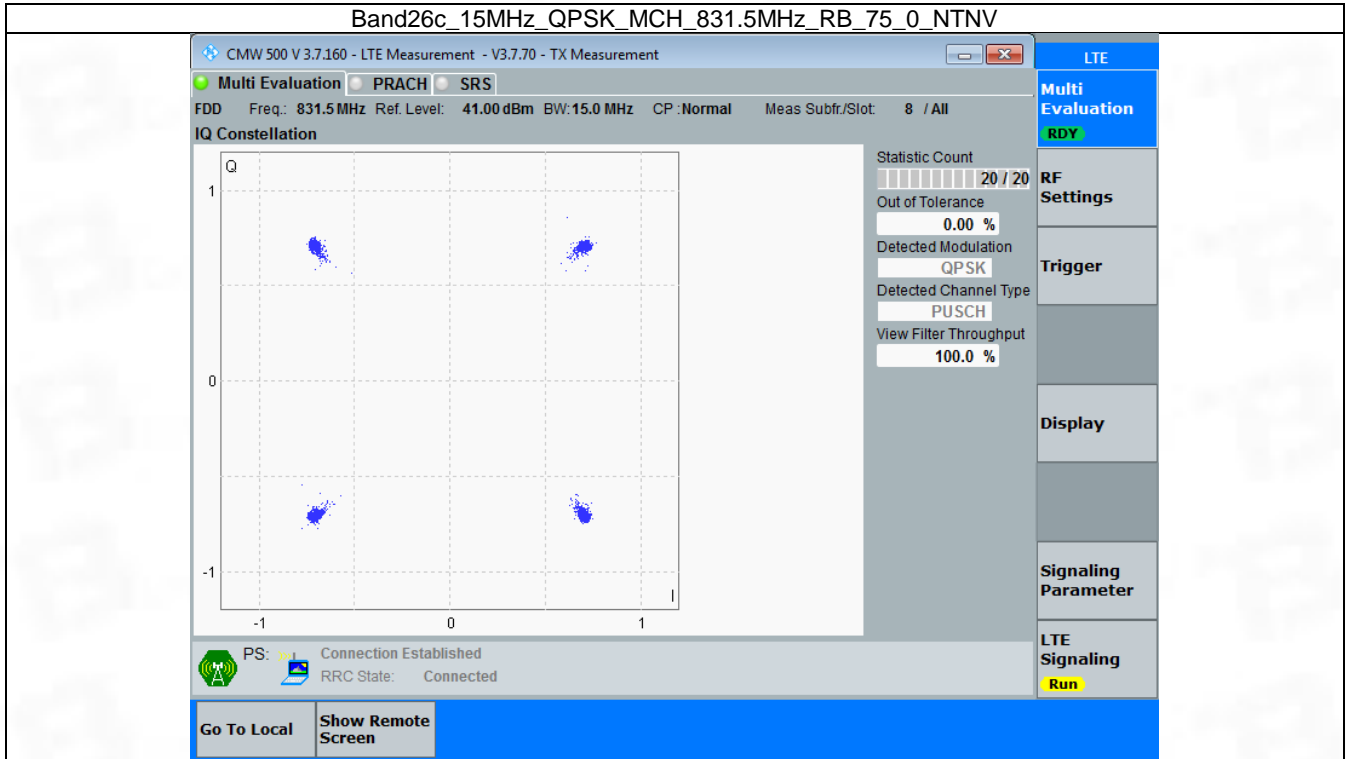 Band26c_15MHz_QPSK_MCH_831.5MHz_RB_75_0_NTNV
CMW 500 V 3.7.160 - LTE Measurement - V3.7.70 - TX Measurement
LTE
Multi Evaluation PRACH SRS
Multi
Evaluation
RDY
FDD Freq.: 831.5 MHz Ref. Level: 41.00 dBm BW: 15.0 MHz CP : Normal Meas Subfr./Slot: 8 / All
IQ Constellation
Q
1
0
-1
-1 0 1
I
Statistic Count
20 / 20
Out of Tolerance
0.00 %
Detected Modulation
QPSK
Detected Channel Type
PUSCH
View Filter Throughput
100.0 %
RF
Settings
Trigger
Display
Signaling
Parameter
LTE
Signaling
Run
PS: Connection Established
RRC State: Connected
Go To Local
Show Remote
Screen